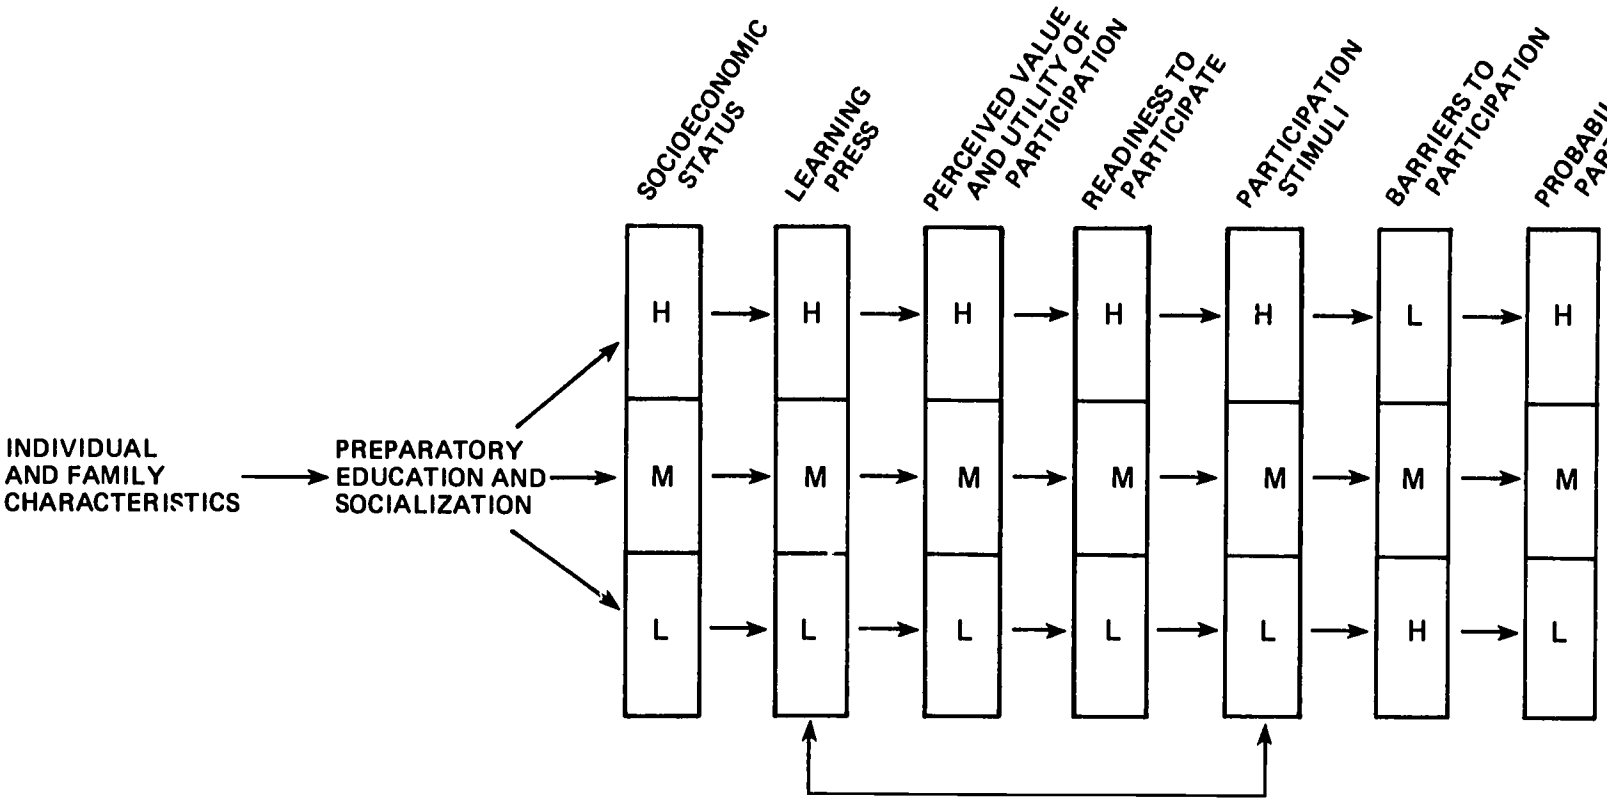 SOCIOECONOMIC
STATUS
LEARNING
PRESS
PERCEIVED VALUE
AND UTILITY OF
PARTICIPATION
READINESS TO
PARTICIPATE
PARTICIPATION
STIMULI
BARRIERS TO
PARTICIPATION
H H H H H L H
INDIVIDUAL
AND FAMILY
CHARACTERISTICS
PREPARATORY
EDUCATION AND
SOCIALIZATION
M M M M M M M
L L L L L H L